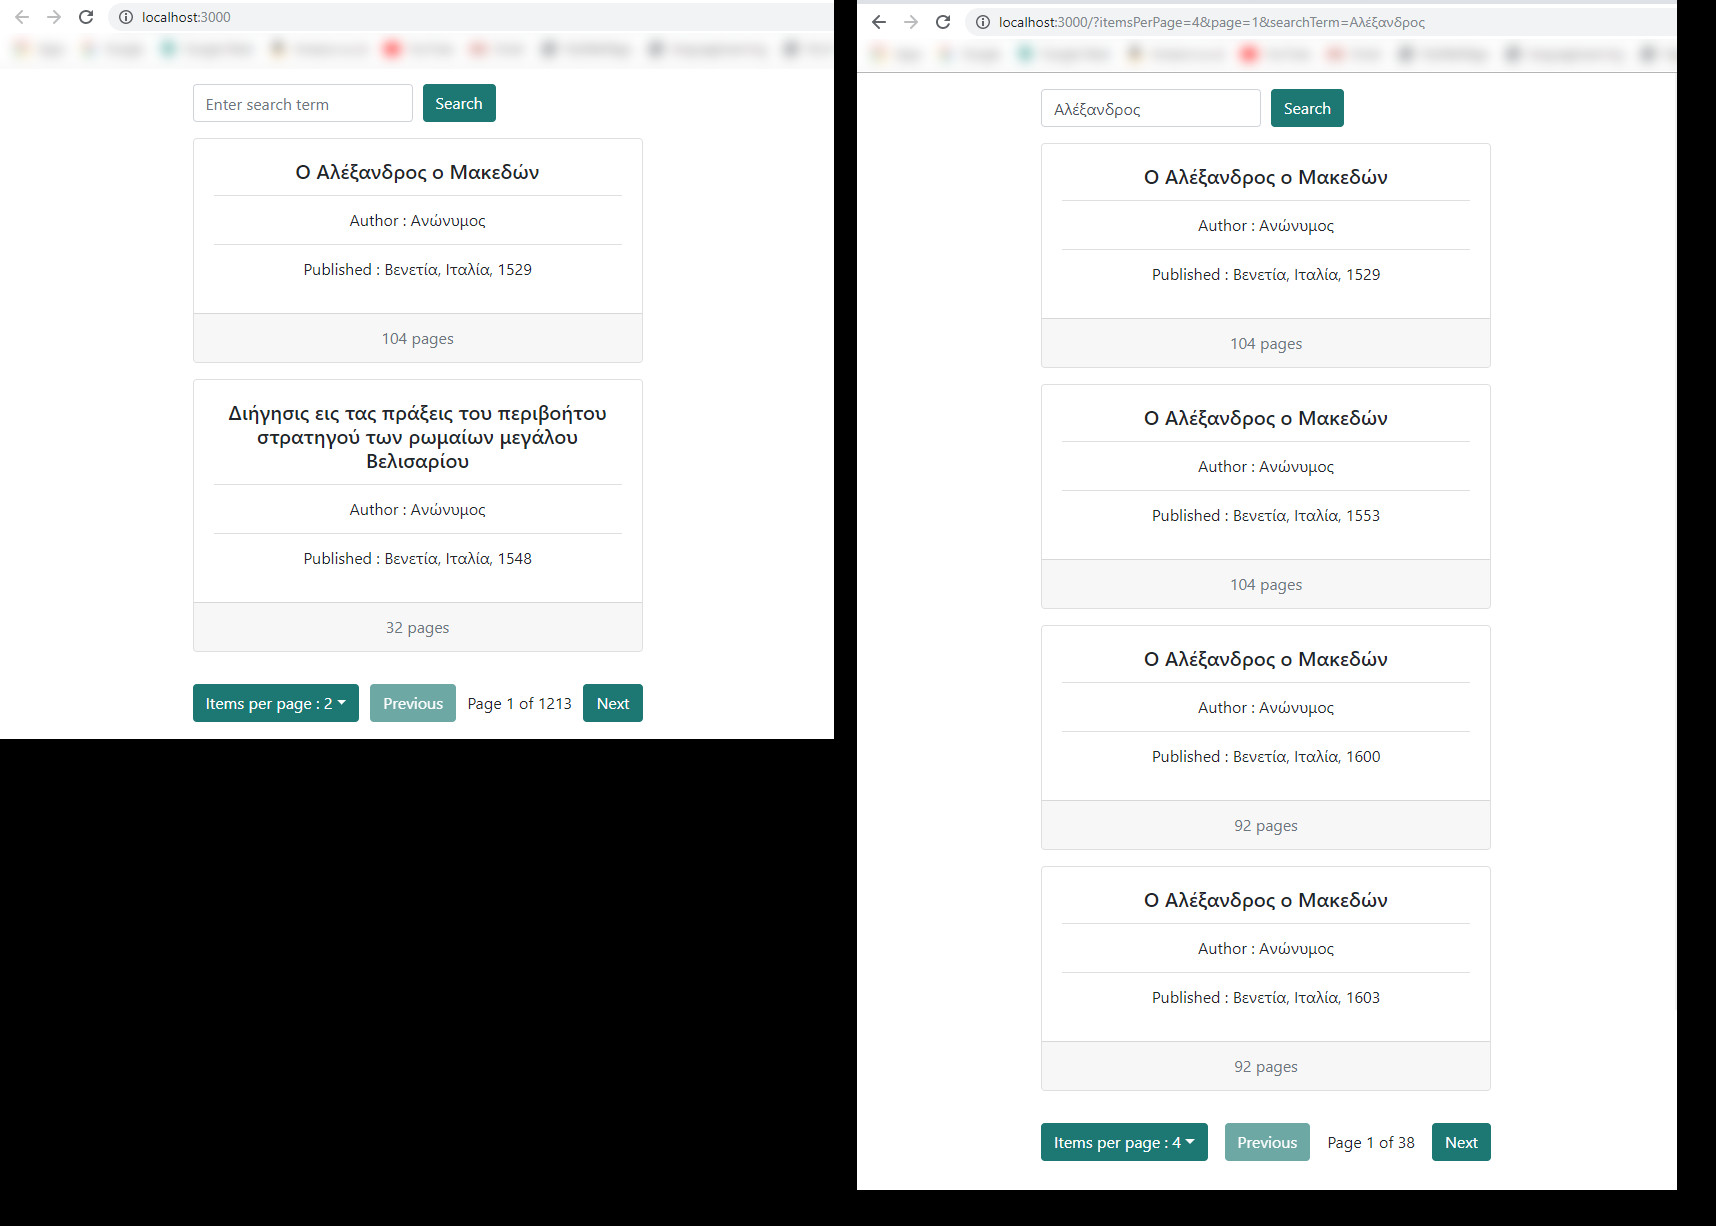 localhost:3000
Enter search term
Search
Ο Αλέξανδρος ο Μακεδών
Author : Ανώνυμος
Published : Βενετία, Ιταλία, 1529
104 pages
Διήγησις εις τας πράξεις του περιβοήτου
στρατηγού των ρωμαίων μεγάλου
Βελισαρίου
Author : Ανώνυμος
Published : Βενετία, Ιταλία, 1548
32 pages
Items per page : 2 Previous Page 1 of 1213 Next
localhost:3000/?itemsPerPage=4&page=1&searchTerm=Αλέξανδρος
Αλέξανδρος
Search
Ο Αλέξανδρος ο Μακεδών
Author : Ανώνυμος
Published : Βενετία, Ιταλία, 1529
104 pages
Ο Αλέξανδρος ο Μακεδών
Author : Ανώνυμος
Published : Βενετία, Ιταλία, 1553
104 pages
Ο Αλέξανδρος ο Μακεδών
Author : Ανώνυμος
Published : Βενετία, Ιταλία, 1600
92 pages
Ο Αλέξανδρος ο Μακεδών
Author : Ανώνυμος
Published : Βενετία, Ιταλία, 1603
92 pages
Items per page : 4 Previous Page 1 of 38 Next